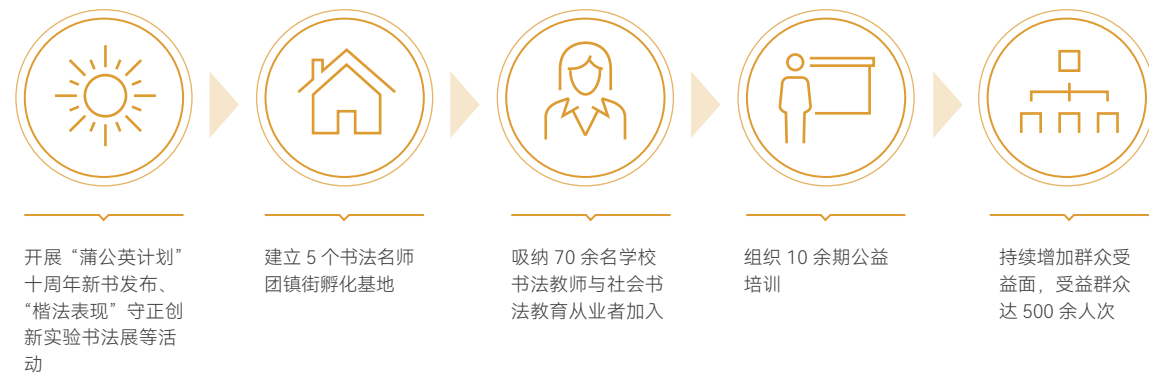 开展“蒲公英计划”
十周年新书发布、
“楷法表现”守正创
新实验书法展等活
动
建立 5 个书法名师
团镇街孵化基地
吸纳 70 余名学校
书法教师与社会书
法教育从业者加入
组织 10 余期公益
培训
持续增加群众受
益面，受益群众
达 500 余人次